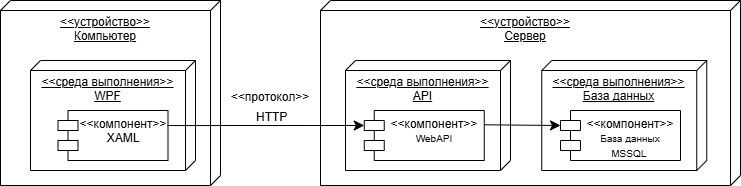 <<устройство>>
Компьютер
<<среда выполнения>>
WPF
<<компонент>>
XAML
<<протокол>>
HTTP
<<устройство>>
Сервер
<<среда выполнения>>
API
<<компонент>>
WebAPI
<<среда выполнения>>
База данных
<<компонент>>
База данных
MSSQL